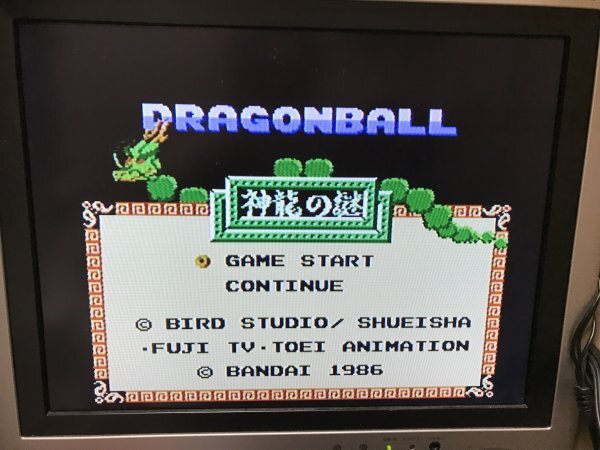 DRAGONBALL
神龍の謎
GAME START
CONTINUE
© BIRD STUDIO/ SHUEISHA
・FUJI TV・TOEI ANIMATION
© BANDAI 1986